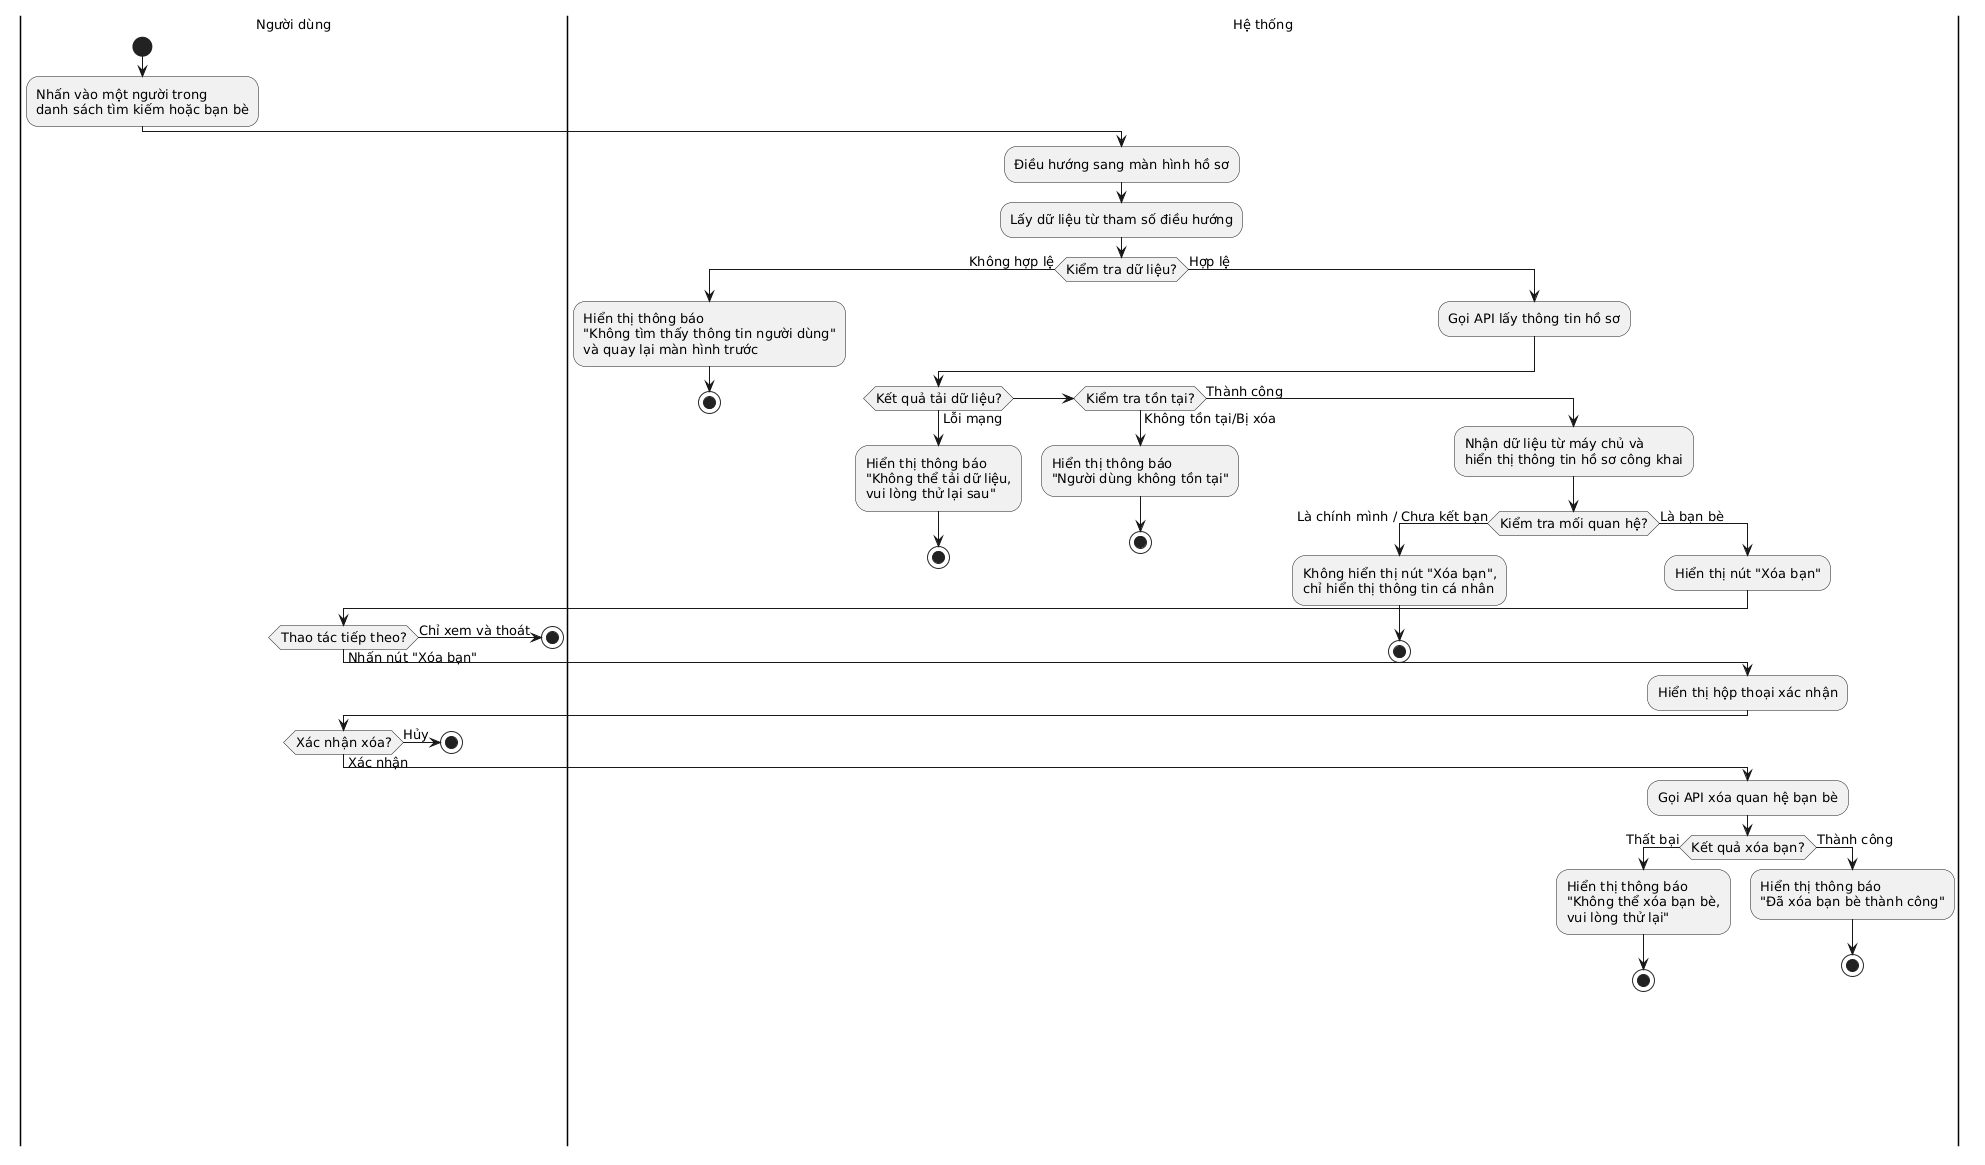 Người dùng
Hệ thống
Nhấn vào một người trong
danh sách tìm kiếm hoặc bạn bè
Điều hướng sang màn hình hồ sơ
Lấy dữ liệu từ tham số điều hướng
Không hợp lệ
Kiểm tra dữ liệu?
Hợp lệ
Hiển thị thông báo
"Không tìm thấy thông tin người dùng"
và quay lại màn hình trước
Gọi API lấy thông tin hồ sơ
Kết quả tải dữ liệu?
Kiểm tra tồn tại?
Thành công
Lỗi mạng
Không tồn tại/Bị xóa
Hiển thị thông báo
"Không thể tải dữ liệu,
vui lòng thử lại sau"
Hiển thị thông báo
"Người dùng không tồn tại"
Nhận dữ liệu từ máy chủ và
hiển thị thông tin hồ sơ công khai
Là chính mình / Chưa kết bạn
Kiểm tra mối quan hệ?
Là bạn bè
Không hiển thị nút "Xóa bạn",
chỉ hiển thị thông tin cá nhân
Hiển thị nút "Xóa bạn"
Thao tác tiếp theo?
Chỉ xem và thoát
Nhấn nút "Xóa bạn"
Hiển thị hộp thoại xác nhận
Xác nhận xóa?
Hủy
Xác nhận
Gọi API xóa quan hệ bạn bè
Thất bại
Kết quả xóa bạn?
Thành công
Hiển thị thông báo
"Không thể xóa bạn bè,
vui lòng thử lại"
Hiển thị thông báo
"Đã xóa bạn bè thành công"